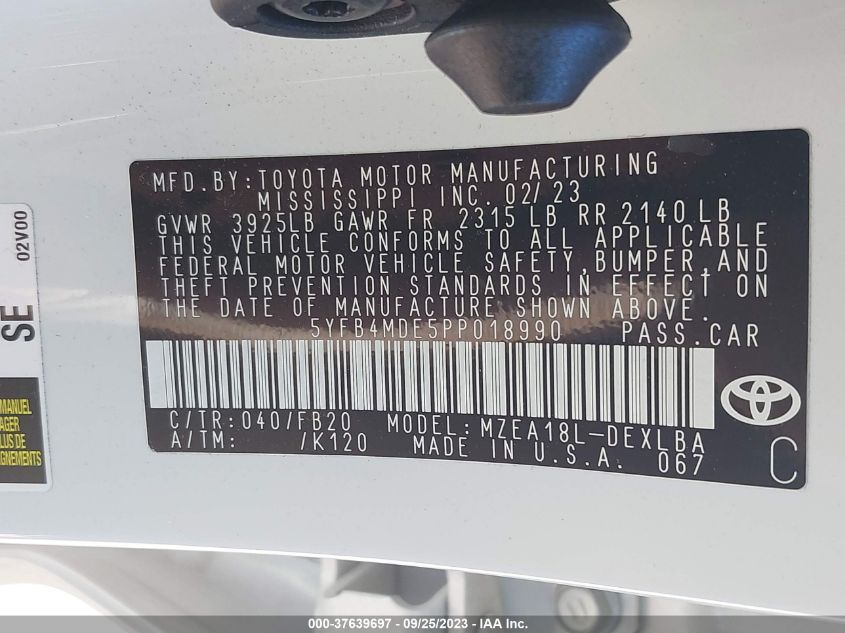 MFD.BY:TOYOTA MOTOR MANUFACTURING
MISSISSIPPI INC. 02/23
GVWR 3925LB GAWR FR 2315 LB RR 2140 LB
THIS VEHICLE CONFORMS TO ALL APPLICABLE
FEDERAL MOTOR VEHICLE SAFETY,BUMPER,AND
THEFT PREVENTION STANDARDS IN EFFECT ON
THE DATE OF MANUFACTURE SHOWN ABOVE.
5YFB4MDE5PP018990 PASS.CAR
C/TR:040/FB20 MODEL:MZEA18L-DEXLBA
A/TM: /K120 MADE IN U.S.A. 067
C
02V00
SE
MANUEL
AGER
PLUS DE
SIGNEMENTS
000-37639697 - 09/25/2023 - IAA Inc.